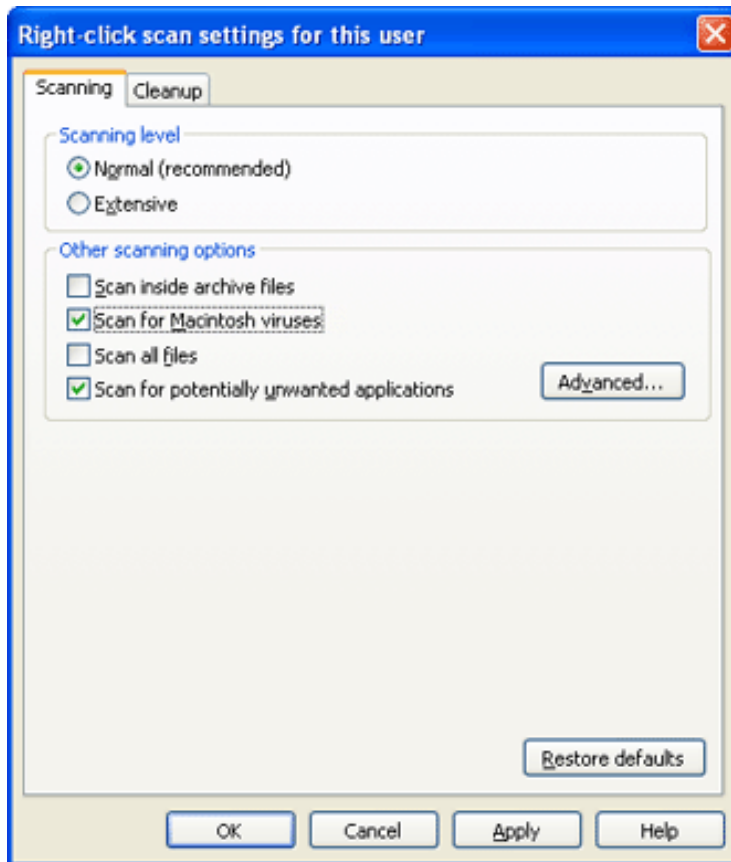 Right-click scan settings for this user
Scanning
Cleanup
Scanning level
Normal (recommended)
Extensive
Other scanning options
Scan inside archive files
Scan for Macintosh viruses
Scan all files
Scan for potentially unwanted applications
Advanced...
Restore defaults
OK
Cancel
Apply
Help